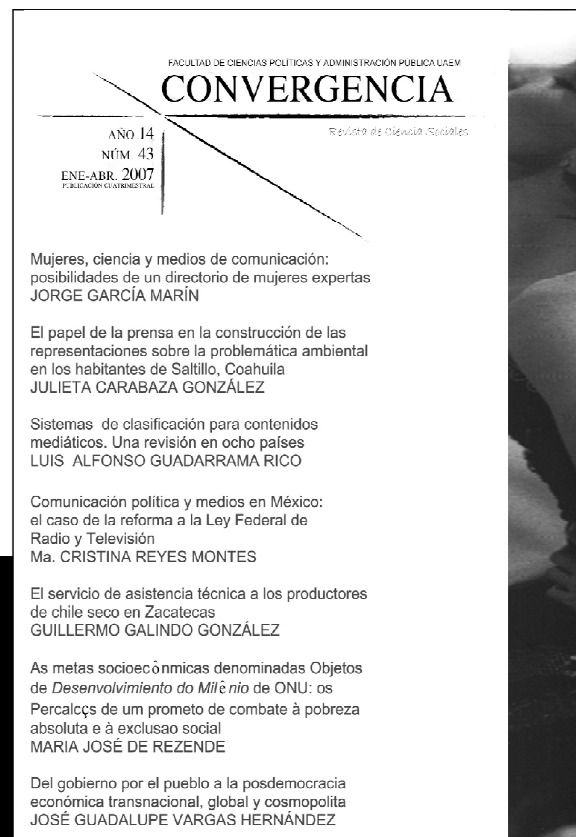 FACULTAD DE CIENCIAS POLÍTICAS Y ADMINISTRACIÓN PUBLICA UAEM
CONVERGENCIA
Revista de Ciencia Sociales
AÑO 14
NÚM. 43
ENE-ABR. 2007
PUBLICACIÓN CUATRIMESTRAL
Mujeres, ciencia y medios de comunicación:
posibilidades de un directorio de mujeres expertas
JORGE GARCÍA MARÍN
El papel de la prensa en la construcción de las
representaciones sobre la problemática ambiental
en los habitantes de Saltillo, Coahuila
JULIETA CARABAZA GONZÁLEZ
Sistemas de clasificación para contenidos
mediáticos. Una revisión en ocho países
LUIS ALFONSO GUADARRAMA RICO
Comunicación política y medios en México:
el caso de la reforma a la Ley Federal de
Radio y Televisión
Ma. CRISTINA REYES MONTES
El servicio de asistencia técnica a los productores
de chile seco en Zacatecas
GUILLERMO GALINDO GONZÁLEZ
As metas socioecônmicas denominadas Objetos
de Desenvolvimiento do Milênio de ONU: os
Percalcçs de um prometo de combate à pobreza
absoluta e à exclusao social
MARIA JOSÉ DE REZENDE
Del gobierno por el pueblo a la posdemocracia
económica transnacional, global y cosmopolita
JOSÉ GUADALUPE VARGAS HERNÁNDEZ